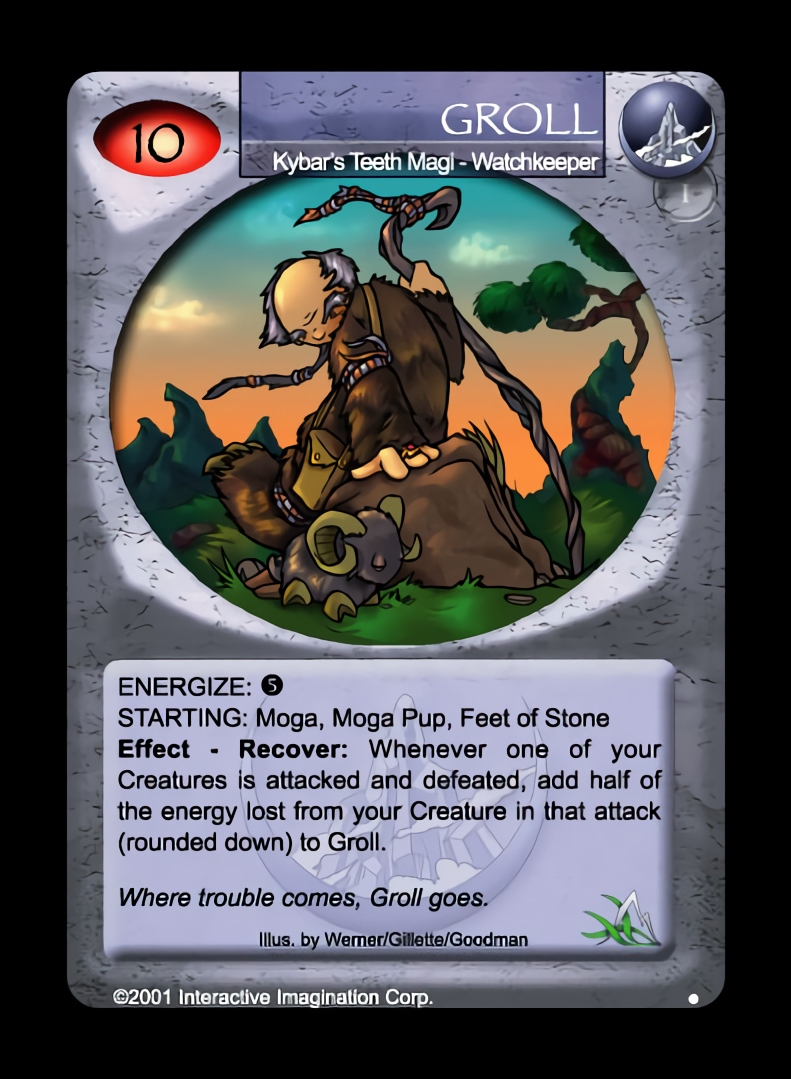 10
GROLL
Kybar's Teeth Magi - Watchkeeper
1
ENERGIZE: 5
STARTING: Moga, Moga Pup, Feet of Stone
Effect - Recover: Whenever one of your
Creatures is attacked and defeated, add half of
the energy lost from your Creature in that attack
(rounded down) to Groll.
Where trouble comes, Groll goes.
Illus. by Werner/Gillette/Goodman
©2001 Interactive Imagination Corp.